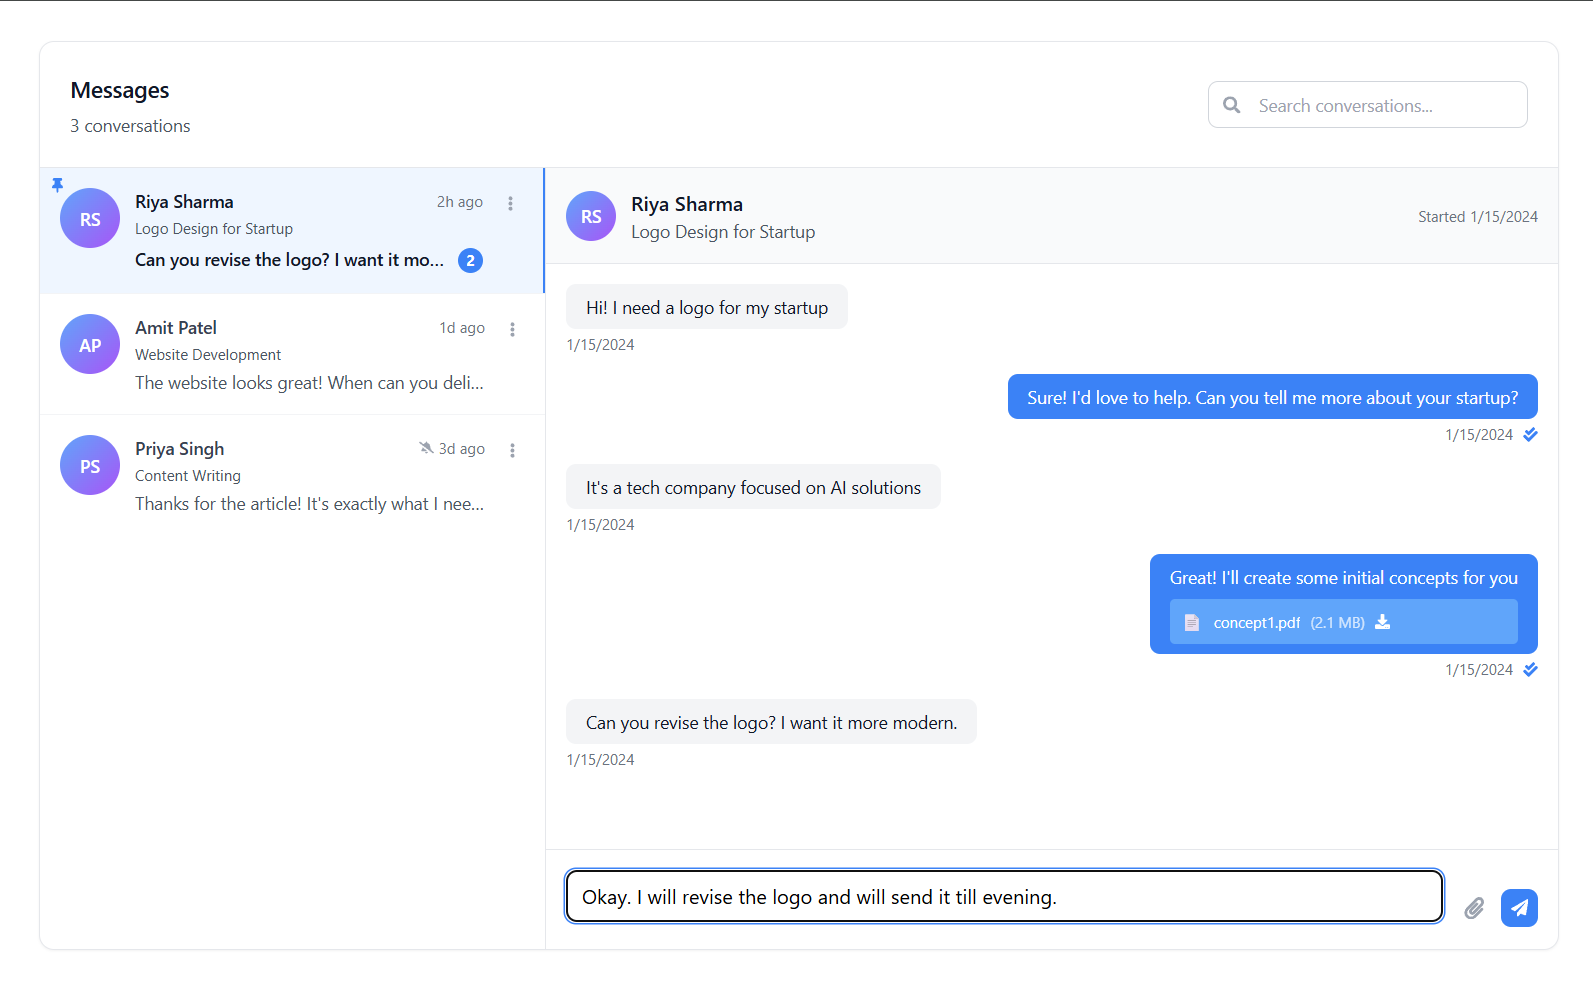 Messages
3 conversations
Search conversations...
RS
Riya Sharma
2h ago
Logo Design for Startup
Can you revise the logo? I want it mo...
2
AP
Amit Patel
1d ago
Website Development
The website looks great! When can you deli...
PS
Priya Singh
3d ago
Content Writing
Thanks for the article! It's exactly what I nee...
RS
Riya Sharma
Logo Design for Startup
Started 1/15/2024
Hi! I need a logo for my startup
1/15/2024
Sure! I'd love to help. Can you tell me more about your startup?
1/15/2024
It's a tech company focused on AI solutions
1/15/2024
Great! I'll create some initial concepts for you
concept1.pdf (2.1 MB)
1/15/2024
Can you revise the logo? I want it more modern.
1/15/2024
Okay. I will revise the logo and will send it till evening.